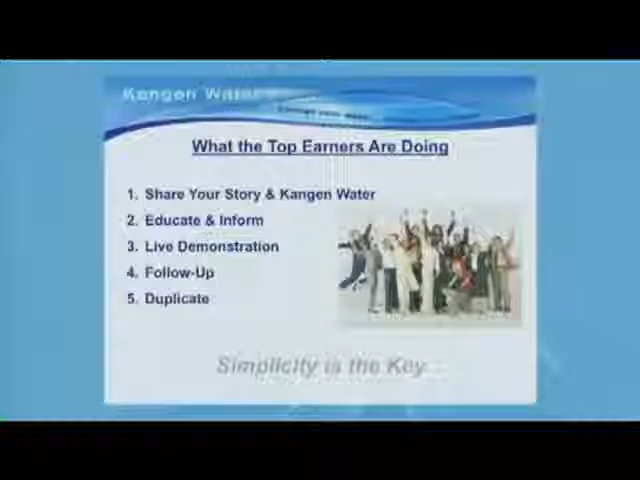 Kangen Water
What the Top Earners Are Doing
1. Share Your Story & Kangen Water
2. Educate & Inform
3. Live Demonstration
4. Follow-Up
5. Duplicate
Simplicity is the Key